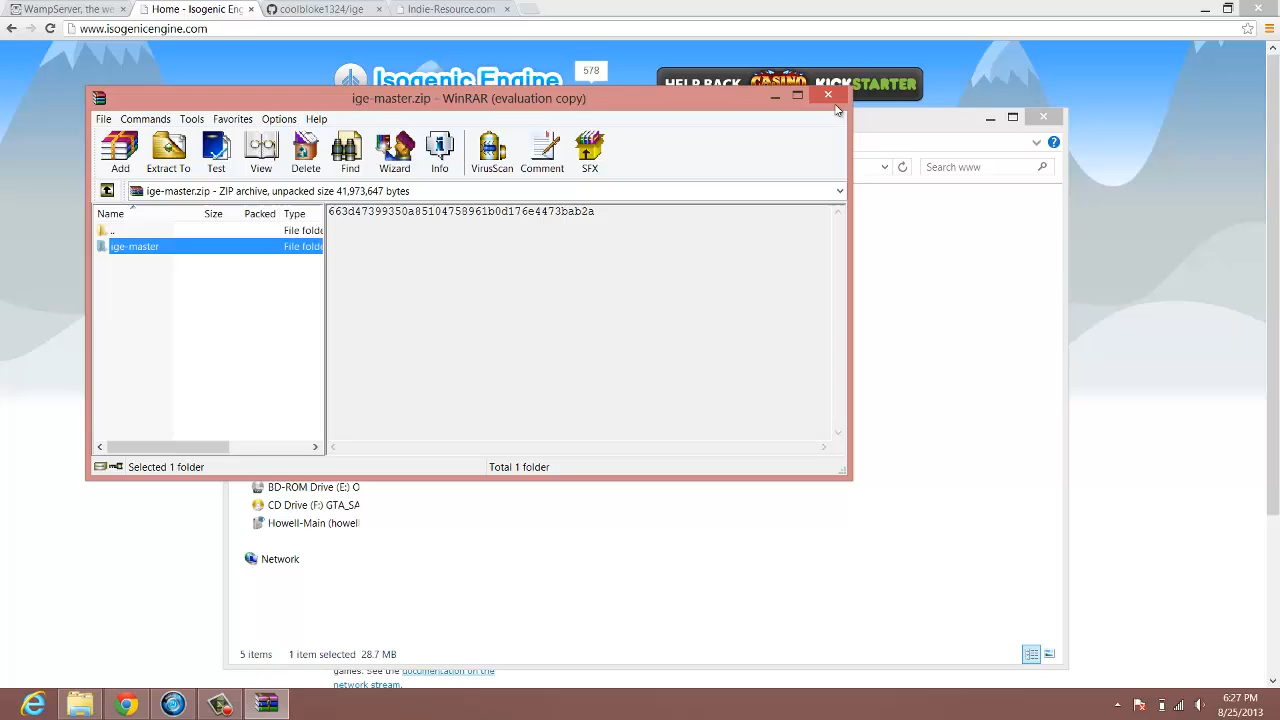 WampServer, the we
Home - Isogenic Eng
coolbloke1324/ige
Indie-Resource.com
www.isogenicengine.com
Isogenic Engine
578
HELP BACK CASINO KICKSTARTER
ige-master.zip - WinRAR (evaluation copy)
File Commands Tools Favorites Options Help
Add Extract To Test View Delete Find Wizard Info VirusScan Comment SFX
ige-master.zip - ZIP archive, unpacked size 41,973,647 bytes
Search www
Name Size Packed Type
663d47399350a85104758961b0d176e4473bab2a
.. File folde
ige-master File folde
Selected 1 folder
Total 1 folder
BD-ROM Drive (E:) O
CD Drive (F:) GTA_SA
Howell-Main (howell
Network
5 items 1 item selected 28.7 MB
games. See the documentation on the
network stream.
6:27 PM
8/25/2013